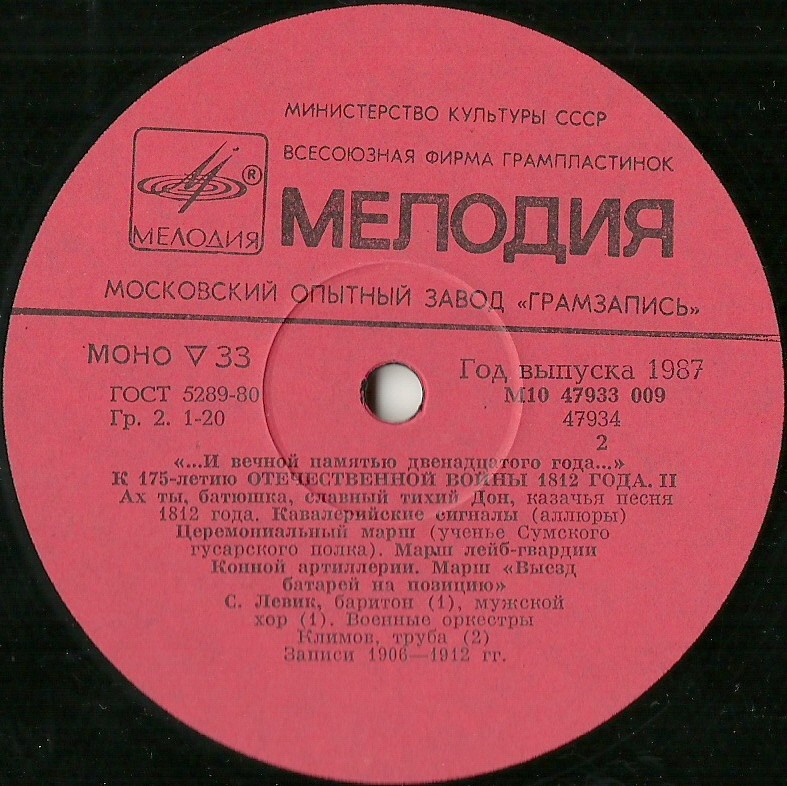 МИНИСТЕРСТВО КУЛЬТУРЫ СССР
ВСЕСОЮЗНАЯ ФИРМА ГРАМПЛАСТИНОК
®
МЕЛОДИЯ
МЕЛОДИЯ
МОСКОВСКИЙ ОПЫТНЫЙ ЗАВОД «ГРАМЗАПИСЬ»
МОНО ▽ 33
Год выпуска 1987
ГОСТ 5289-80
М10 47933 009
Гр. 2. 1-20
47934
2
«...И вечной памятью двенадцатого года...»
К 175-летию ОТЕЧЕСТВЕННОЙ ВОЙНЫ 1812 ГОДА. II
Ах ты, батюшка, славный тихий Дон, казачья песня
1812 года. Кавалерийские сигналы (аллюры)
Церемониальный марш (ученье Сумского
гусарского полка). Марш лейб-гвардии
Конной артиллерии. Марш «Выезд
батарей на позицию»
С. Левик, баритон (1), мужской
хор (1). Военные оркестры
Климов, труба (2)
Записи 1906—1912 гг.